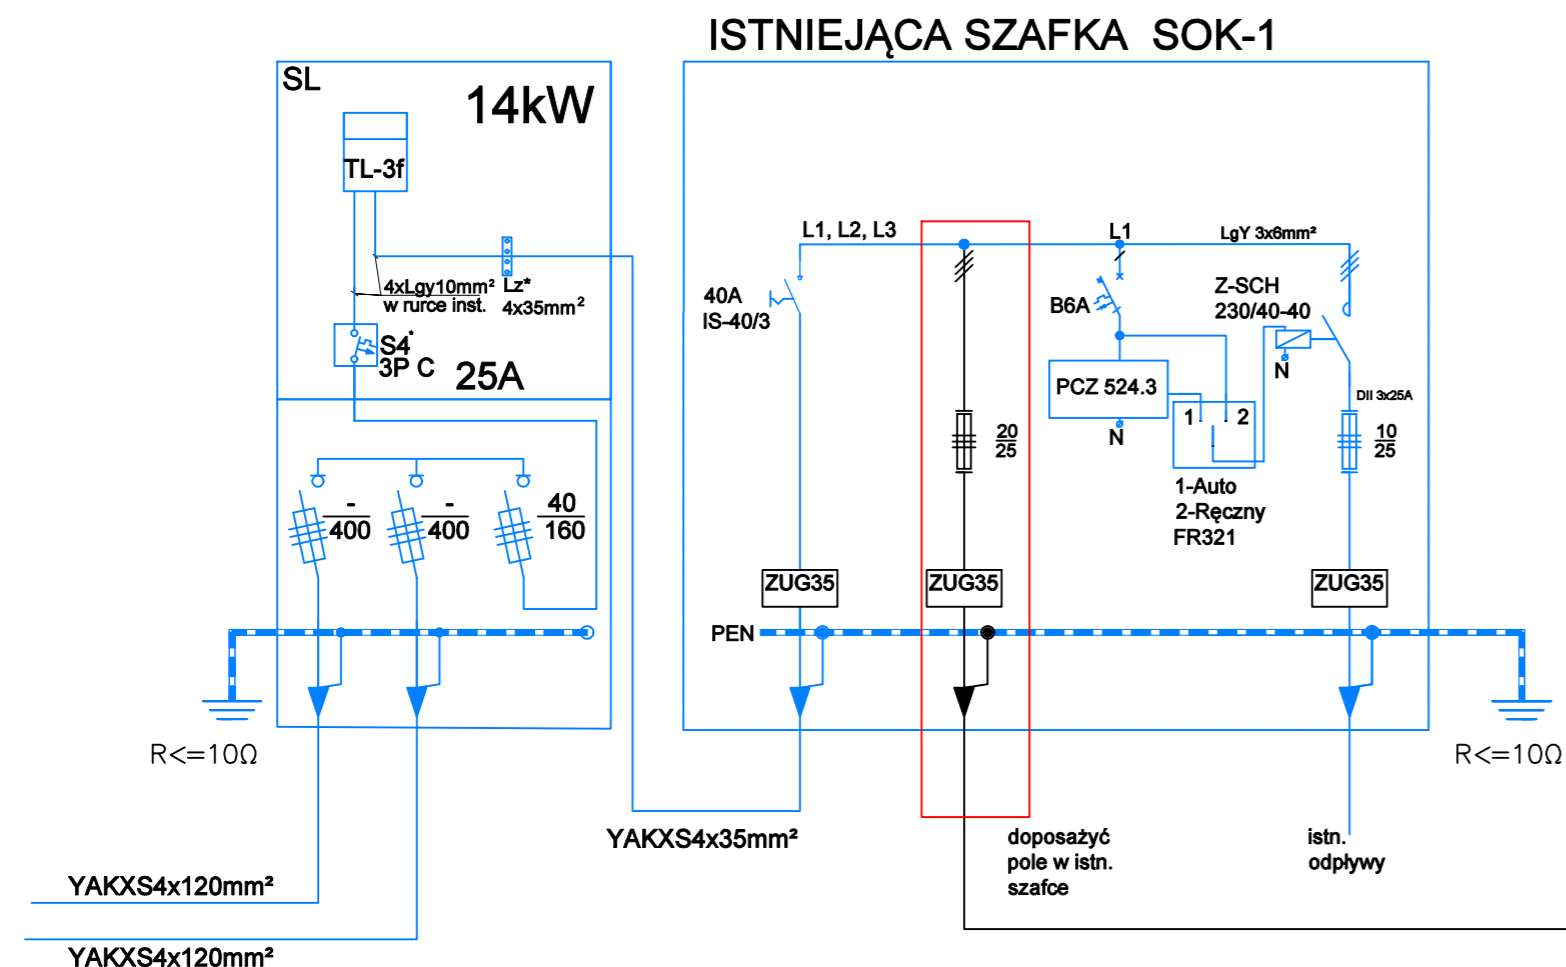 ISTNIEJĄCA SZAFKA SOK-1
SL
14kW
TL-3f
4xLgy10mm²
w rurce inst.
Lz*
4x35mm²
S4*
3P C
25A
-
400
-
400
40
160
R<=10Ω
YAKXS4x120mm²
YAKXS4x120mm²
YAKXS4x35mm²
L1, L2, L3
40A
IS-40/3
20
25
L1
B6A
PCZ 524.3
N
LgY 3x6mm²
Z-SCH
230/40-40
N
1
2
1-Auto
2-Ręczny
FR321
DII 3x25A
10
25
ZUG35
ZUG35
ZUG35
PEN
R<=10Ω
doposażyć
pole w istn.
szafce
istn.
odpływy